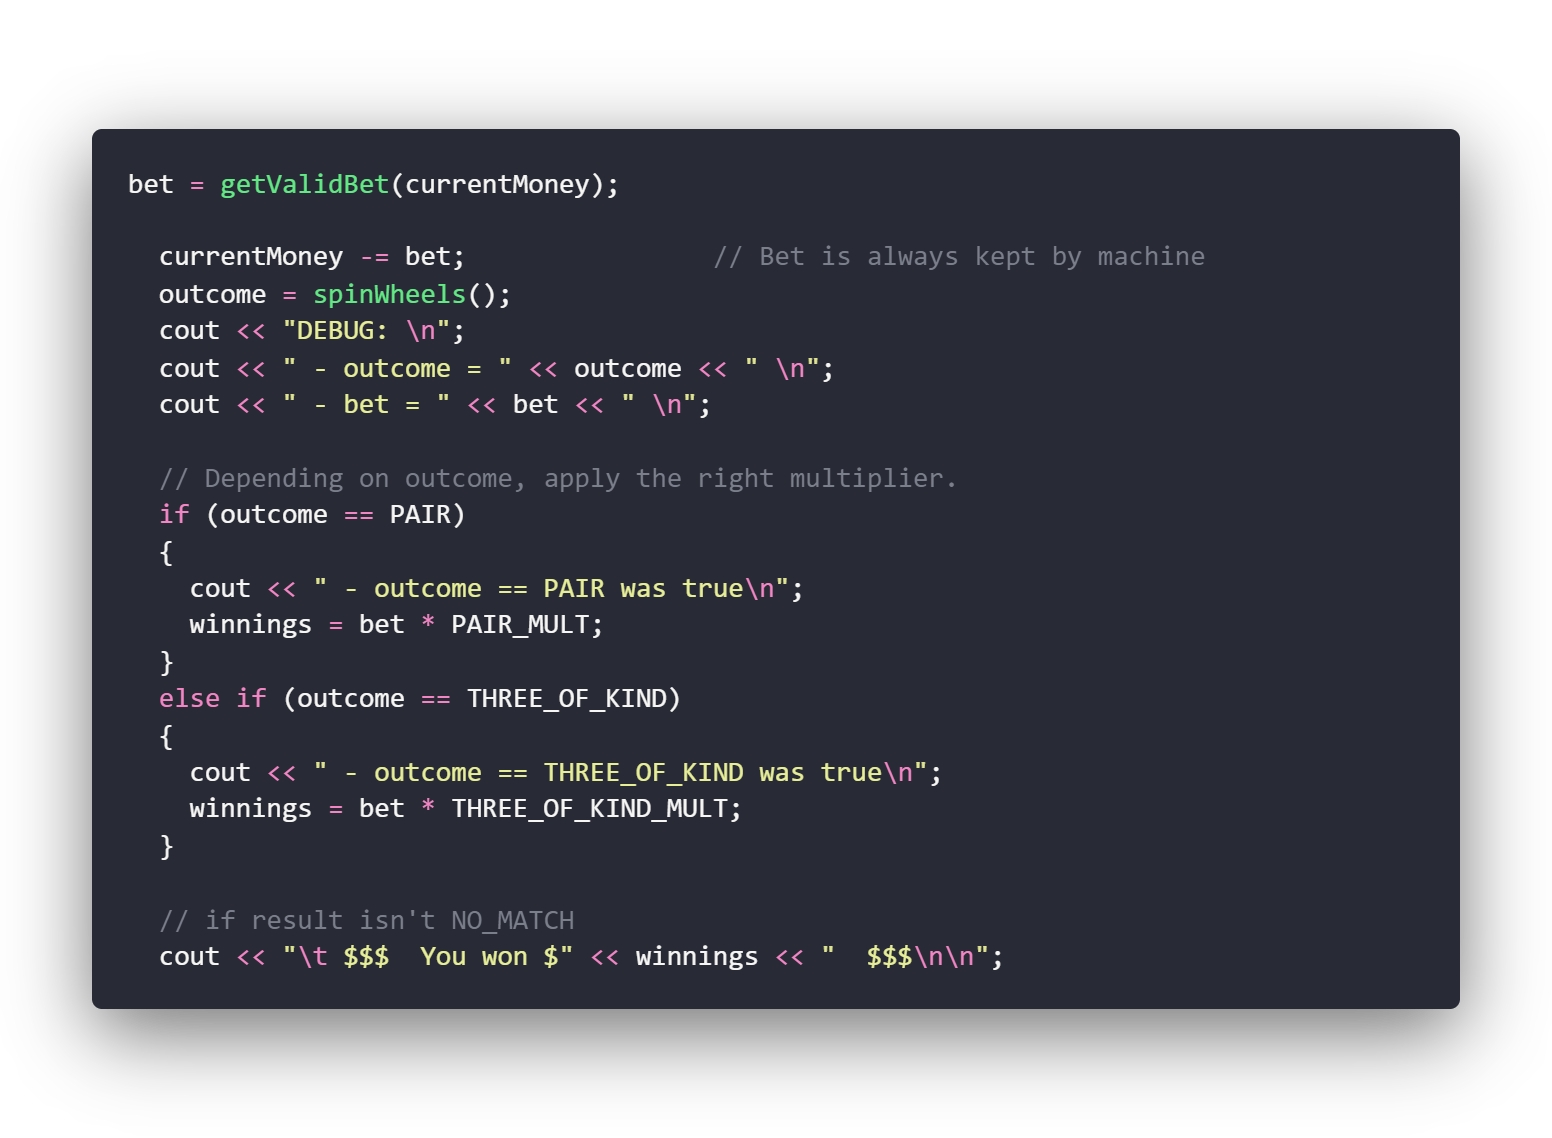 bet = getValidBet(currentMoney);
  currentMoney -= bet;                // Bet is always kept by machine
  outcome = spinWheels();
  cout << "DEBUG: \n";
  cout << " - outcome = " << outcome << " \n";
  cout << " - bet = " << bet << " \n";
  // Depending on outcome, apply the right multiplier.
  if (outcome == PAIR)
  {
    cout << " - outcome == PAIR was true\n";
    winnings = bet * PAIR_MULT;
  }
  else if (outcome == THREE_OF_KIND)
  {
    cout << " - outcome == THREE_OF_KIND was true\n";
    winnings = bet * THREE_OF_KIND_MULT;
  }
  // if result isn't NO_MATCH
  cout << "\t $$$  You won $" << winnings << "  $$$\n\n";